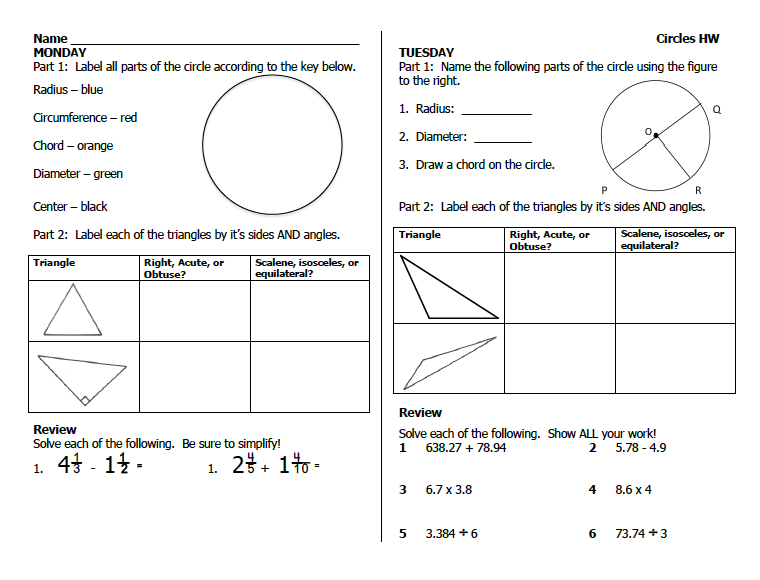 Name
MONDAY
Part 1: Label all parts of the circle according to the key below.
Radius – blue
Circumference – red
Chord – orange
Diameter – green
Center – black
Part 2: Label each of the triangles by it's sides AND angles.
Triangle
Right, Acute, or
Obtuse?
Scalene, isosceles, or
equilateral?
Review
Solve each of the following. Be sure to simplify!
1. 4 1/3 - 1 1/2 =
1. 2 4/5 + 1 4/10 =
Circles HW
TUESDAY
Part 1: Name the following parts of the circle using the figure
to the right.
1. Radius: __________
2. Diameter: ________
3. Draw a chord on the circle.
Q
O
P
R
Part 2: Label each of the triangles by it's sides AND angles.
Triangle
Right, Acute, or
Obtuse?
Scalene, isosceles, or
equilateral?
Review
Solve each of the following. Show ALL your work!
1 638.27 + 78.94
2 5.78 - 4.9
3 6.7 x 3.8
4 8.6 x 4
5 3.384 ÷ 6
6 73.74 ÷ 3